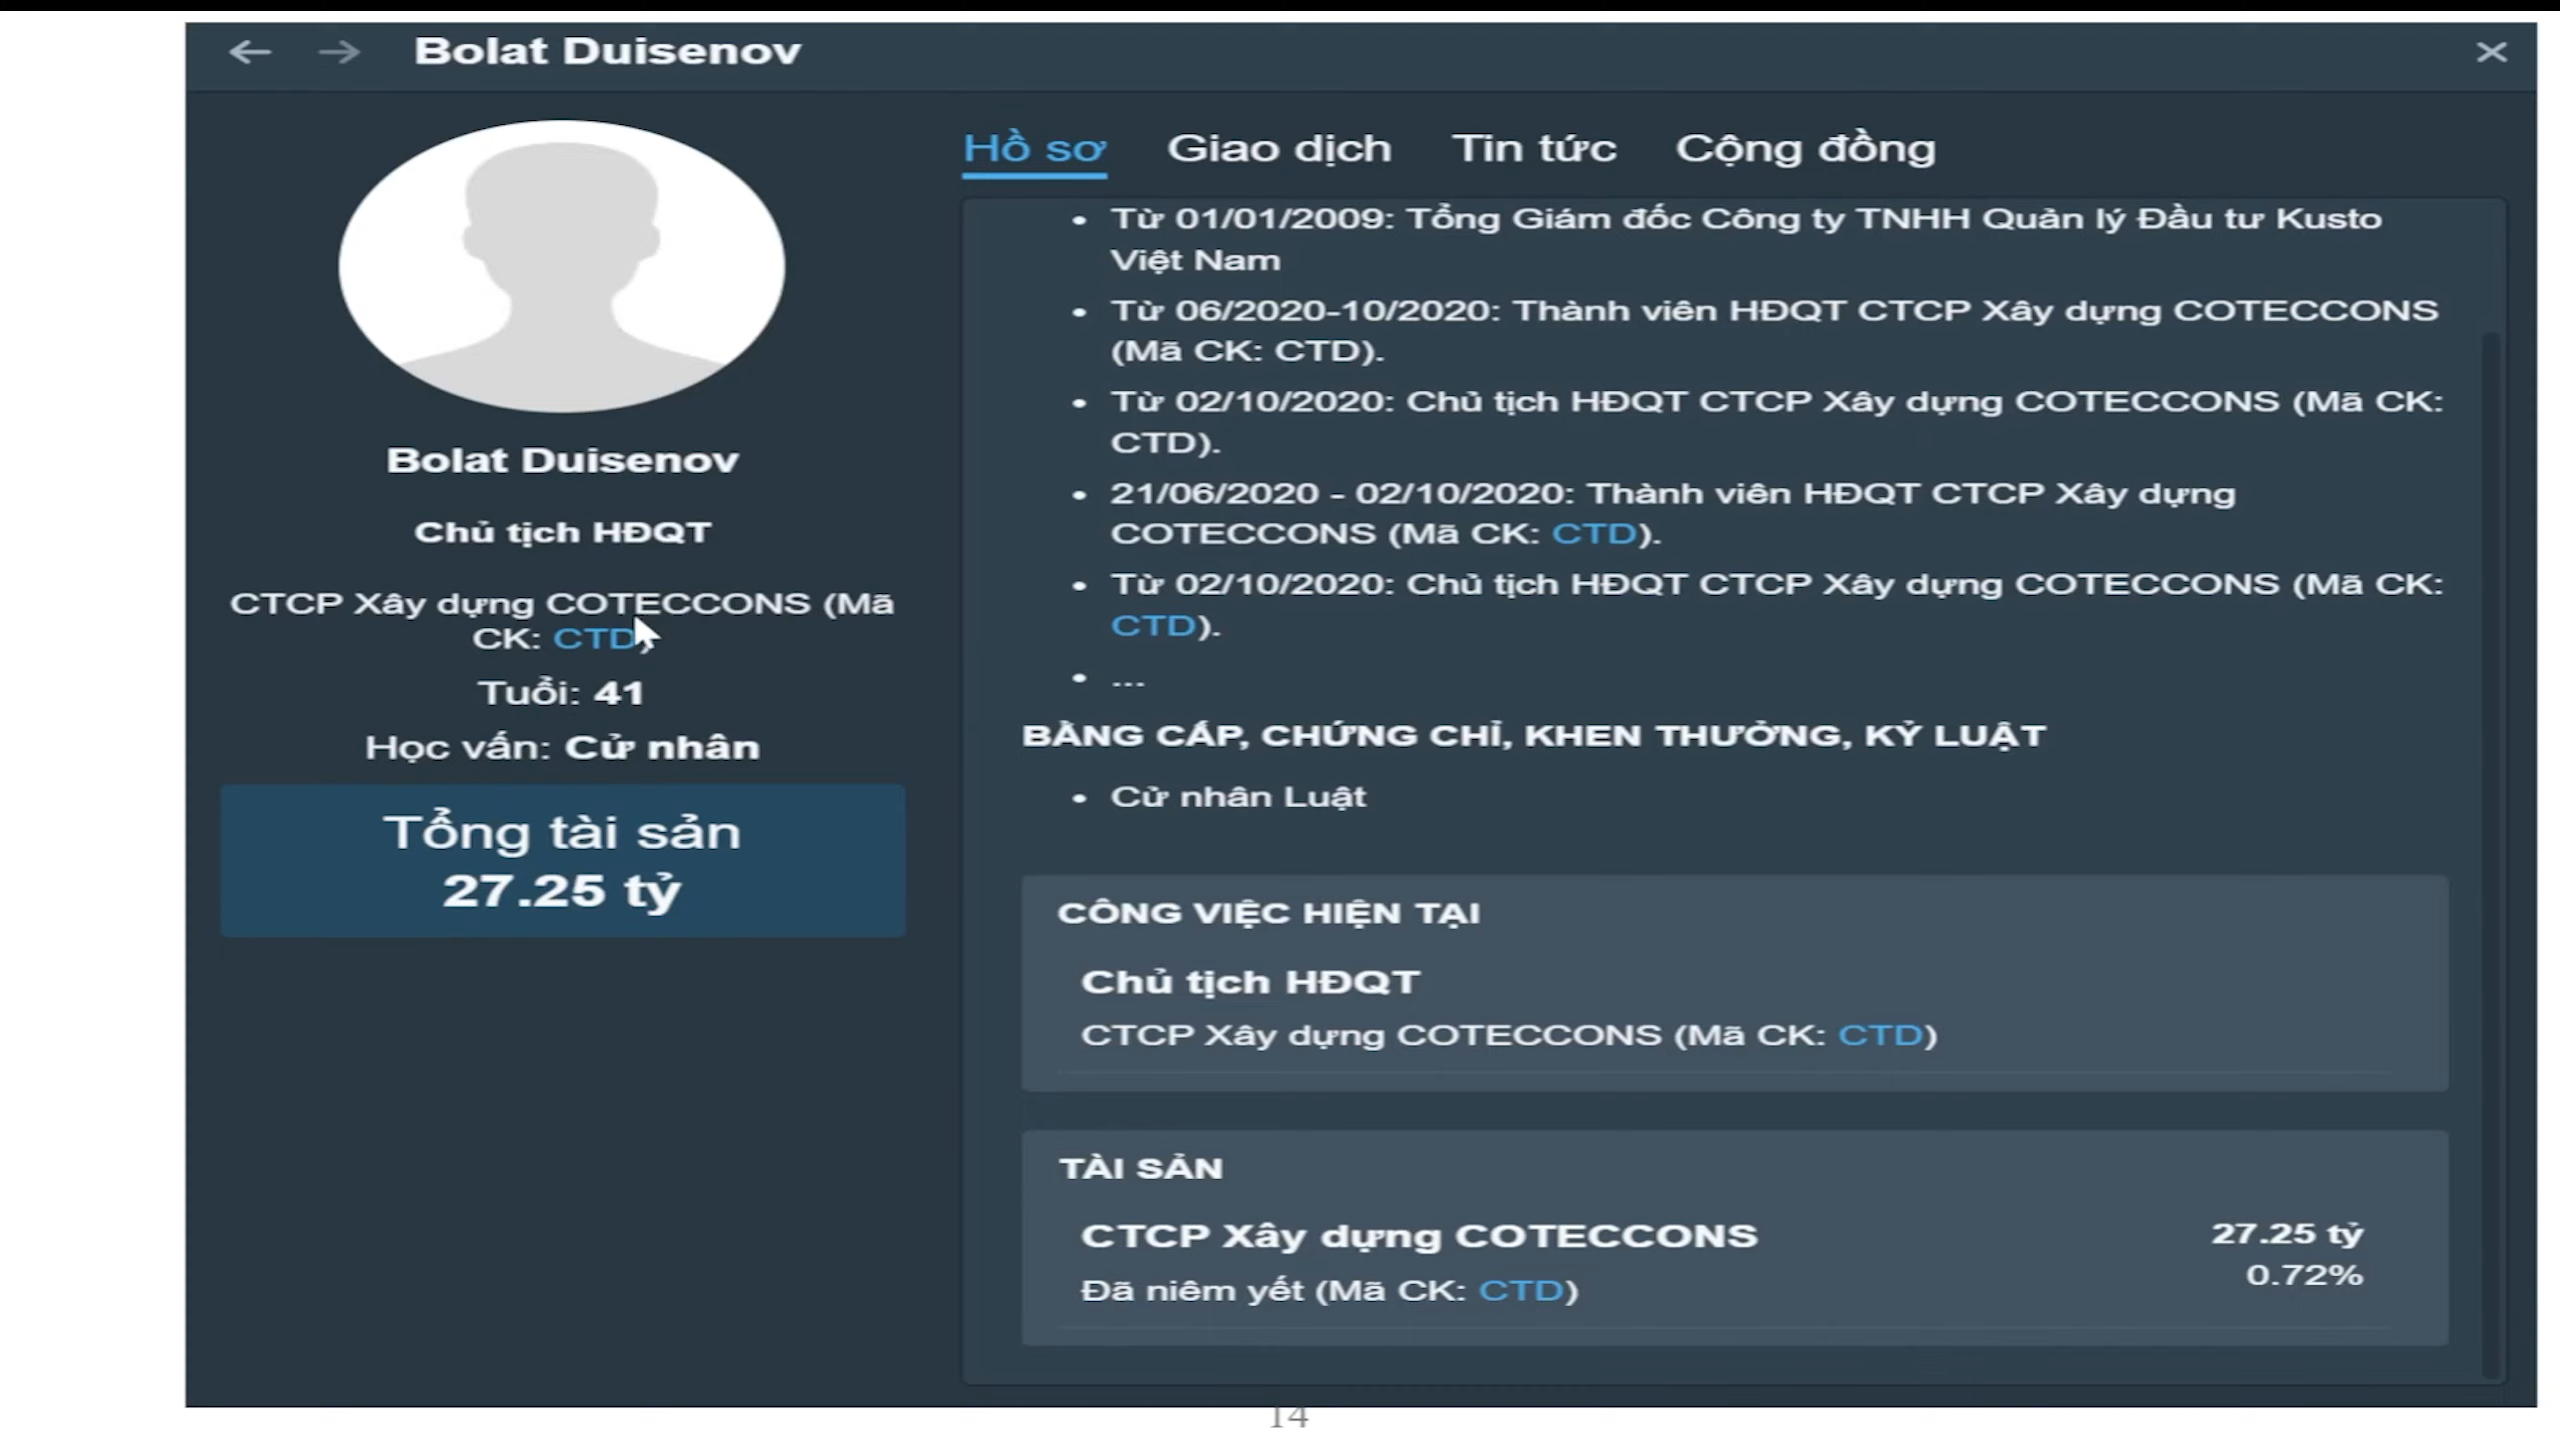 Bolat Duisenov
Bolat Duisenov
Chủ tịch HĐQT
CTCP Xây dựng COTECCONS (Mã
CK: CTD)
Tuổi: 41
Học vấn: Cử nhân
Tổng tài sản
27.25 tỷ
Hồ sơ Giao dịch Tin tức Cộng đồng
• Từ 01/01/2009: Tổng Giám đốc Công ty TNHH Quản lý Đầu tư Kusto
Việt Nam
• Từ 06/2020-10/2020: Thành viên HĐQT CTCP Xây dựng COTECCONS
(Mã CK: CTD).
• Từ 02/10/2020: Chủ tịch HĐQT CTCP Xây dựng COTECCONS (Mã CK:
CTD).
• 21/06/2020 - 02/10/2020: Thành viên HĐQT CTCP Xây dựng
COTECCONS (Mã CK: CTD).
• Từ 02/10/2020: Chủ tịch HĐQT CTCP Xây dựng COTECCONS (Mã CK:
CTD).
• ...
BẰNG CẤP, CHỨNG CHỈ, KHEN THƯỞNG, KỶ LUẬT
• Cử nhân Luật
CÔNG VIỆC HIỆN TẠI
Chủ tịch HĐQT
CTCP Xây dựng COTECCONS (Mã CK: CTD)
TÀI SẢN
CTCP Xây dựng COTECCONS 27.25 tỷ
0.72%
Đã niêm yết (Mã CK: CTD)
14